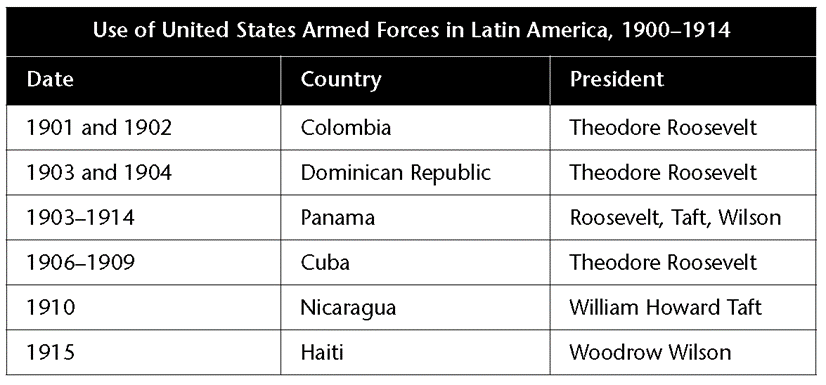 Use of United States Armed Forces in Latin America, 1900–1914
Date Country President
1901 and 1902 Colombia Theodore Roosevelt
1903 and 1904 Dominican Republic Theodore Roosevelt
1903–1914 Panama Roosevelt, Taft, Wilson
1906–1909 Cuba Theodore Roosevelt
1910 Nicaragua William Howard Taft
1915 Haiti Woodrow Wilson